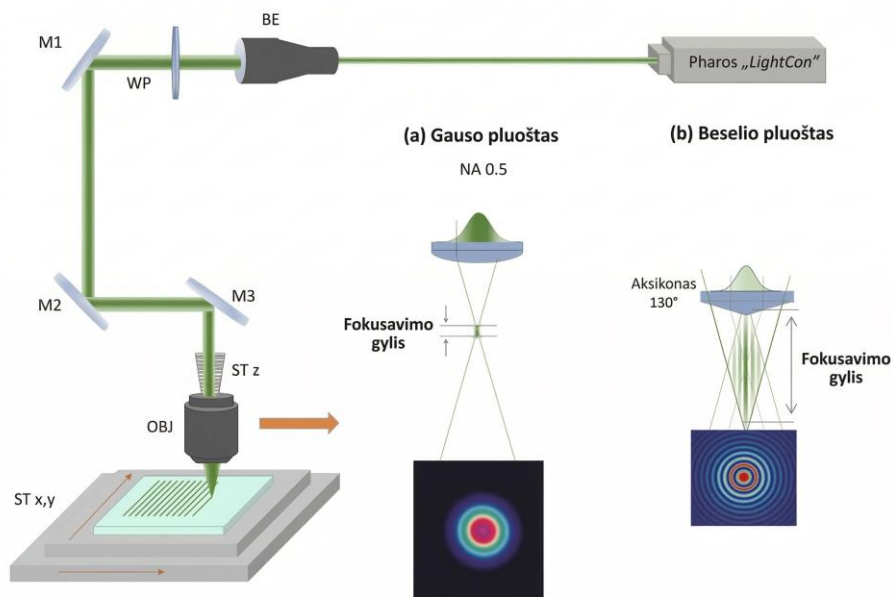 M1
BE
WP
Pharos „LightCon“
(a) Gauso pluoštas
(b) Beselio pluoštas
NA 0.5
M2
M3
Aksikonas
130°
Fokusavimo
gylis
Fokusavimo
gylis
ST z
OBJ
ST x,y